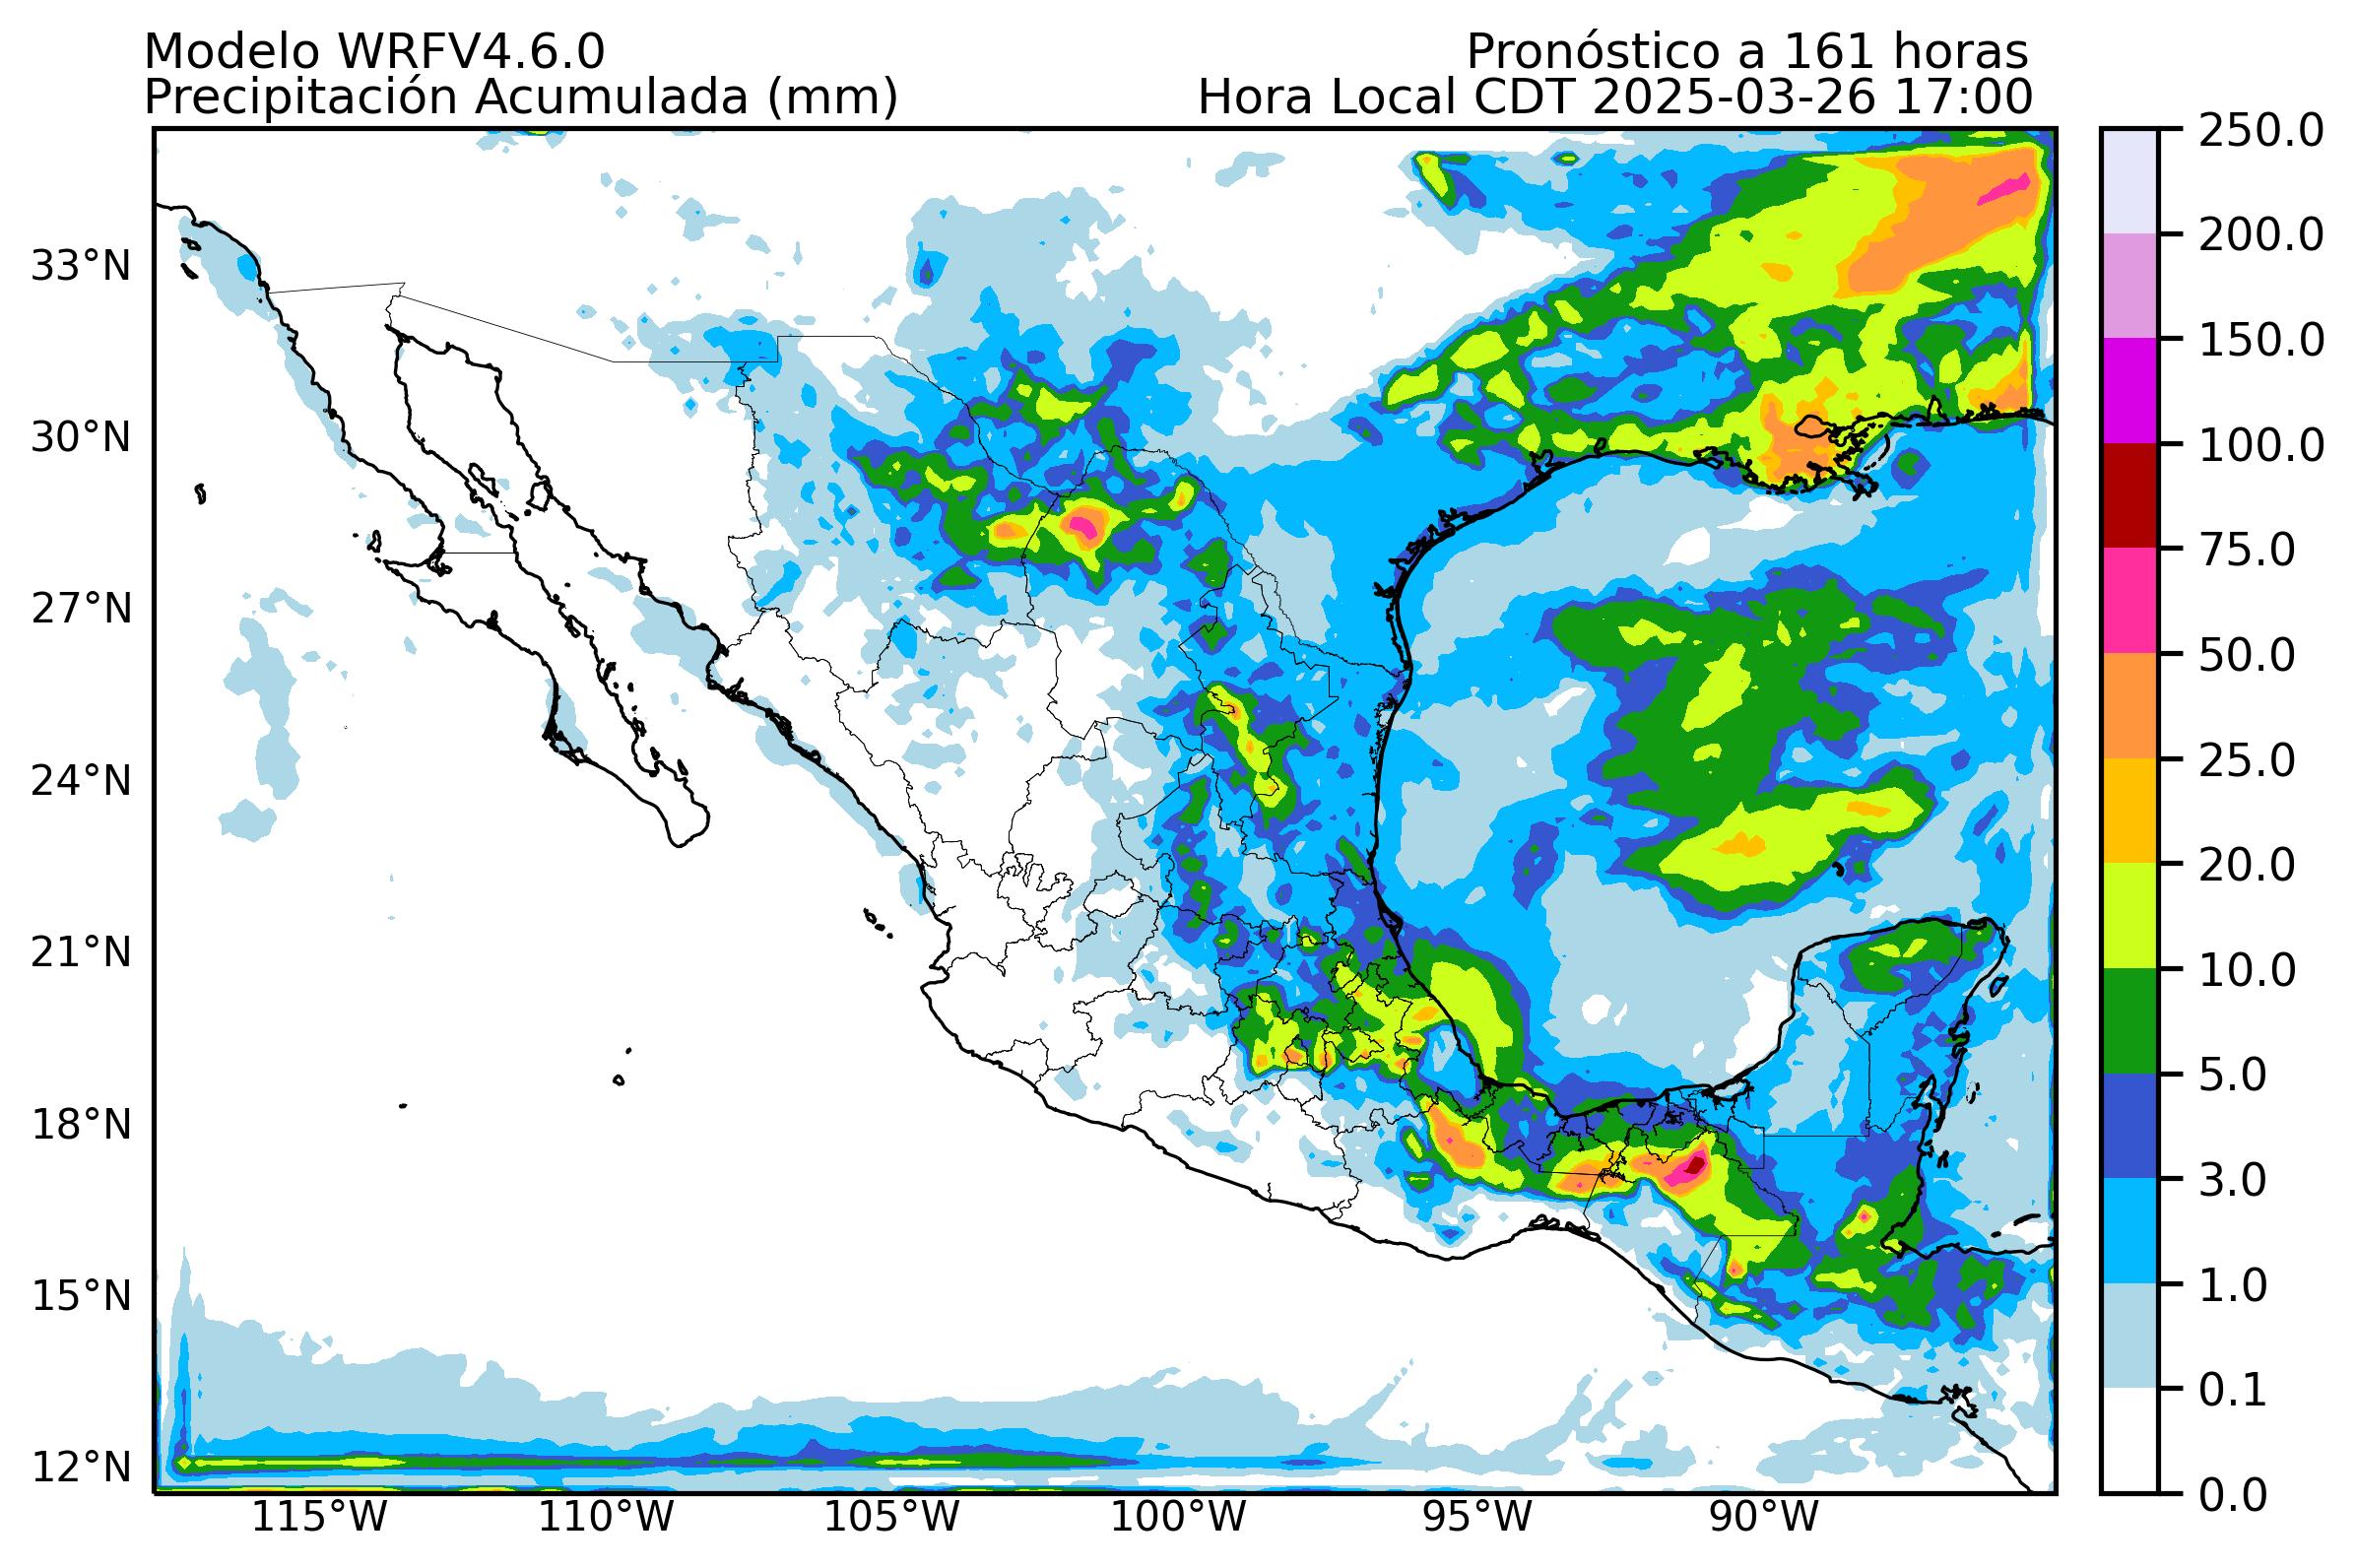 Modelo WRFV4.6.0
Pronóstico a 161 horas
Precipitación Acumulada (mm)
Hora Local CDT 2025-03-26 17:00
33°N
30°N
27°N
24°N
21°N
18°N
15°N
12°N
115°W
110°W
105°W
100°W
95°W
90°W
250.0
200.0
150.0
100.0
75.0
50.0
25.0
20.0
10.0
5.0
3.0
1.0
0.1
0.0